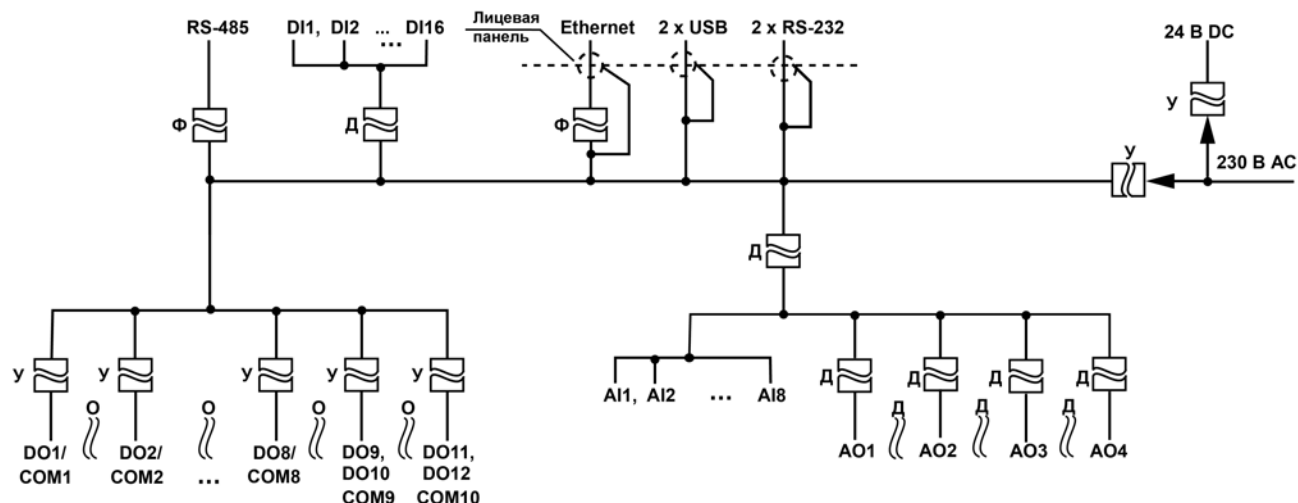 Лицевая
панель
RS-485
DI1, DI2 ... DI16
...
Ethernet
2 x USB
2 x RS-232
24 В DC
Ф
Д
Ф
У
У
230 В AC
Д
У
У
У
У
У
О
О
О
О
...
DO1/
COM1
DO2/
COM2
...
DO8/
COM8
DO9,
DO10
COM9
DO11,
DO12
COM10
AI1, AI2 ... AI8
Д
Д
Д
Д
Д
Д
Д
AO1
AO2
AO3
AO4